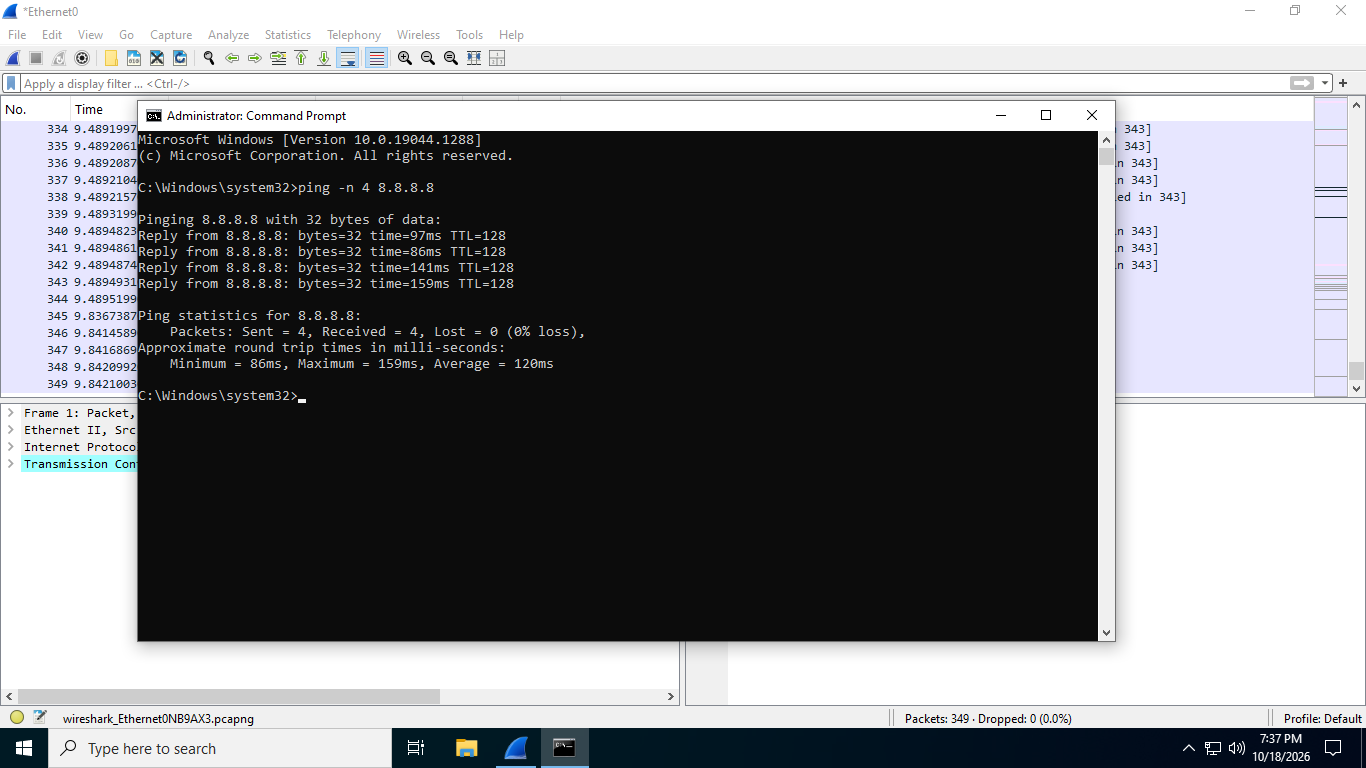 *Ethernet0
File Edit View Go Capture Analyze Statistics Telephony Wireless Tools Help
Apply a display filter ... <Ctrl-/>
No. Time
334 9.4891997
335 9.4892061
336 9.4892087
337 9.4892104
338 9.4892157
339 9.4893199
340 9.4894823
341 9.4894861
342 9.4894874
343 9.4894931
344 9.4895199
345 9.8367387
346 9.8414589
347 9.8416869
348 9.8420992
349 9.8421003
343]
343]
in 343]
in 343]
ed in 343]
in 343]
in 343]
in 343]
Administrator: Command Prompt
Microsoft Windows [Version 10.0.19044.1288]
(c) Microsoft Corporation. All rights reserved.
C:\Windows\system32>ping -n 4 8.8.8.8
Pinging 8.8.8.8 with 32 bytes of data:
Reply from 8.8.8.8: bytes=32 time=97ms TTL=128
Reply from 8.8.8.8: bytes=32 time=86ms TTL=128
Reply from 8.8.8.8: bytes=32 time=141ms TTL=128
Reply from 8.8.8.8: bytes=32 time=159ms TTL=128
Ping statistics for 8.8.8.8:
Packets: Sent = 4, Received = 4, Lost = 0 (0% loss),
Approximate round trip times in milli-seconds:
Minimum = 86ms, Maximum = 159ms, Average = 120ms
C:\Windows\system32>
Frame 1: Packet,
Ethernet II, Src
Internet Protoco
Transmission Con
wireshark_Ethernet0NB9AX3.pcapng
Packets: 349 · Dropped: 0 (0.0%)
Profile: Default
Type here to search
7:37 PM
10/18/2026